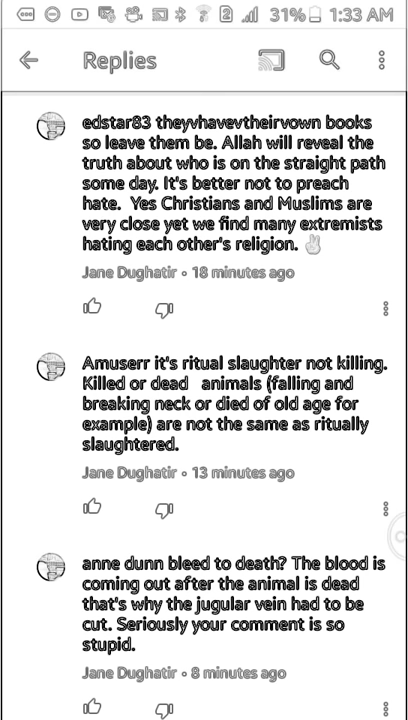 2 31% 1:33 AM
Replies
edstar83 theyvhavevtheirvown books
so leave them be. Allah will reveal the
truth about who is on the straight path
some day. It's better not to preach
hate. Yes Christians and Muslims are
very close yet we find many extremists
hating each other's religion. ✌
Jane Dughatir • 18 minutes ago
Amuserr it's ritual slaughter not killing.
Killed or dead animals (falling and
breaking neck or died of old age for
example) are not the same as ritually
slaughtered.
Jane Dughatir • 13 minutes ago
anne dunn bleed to death? The blood is
coming out after the animal is dead
that's why the jugular vein had to be
cut. Seriously your comment is so
stupid.
Jane Dughatir • 8 minutes ago